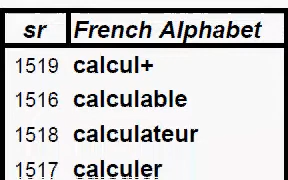 sr French Alphabet
1519 calcul+
1516 calculable
1518 calculateur
1517 calculer